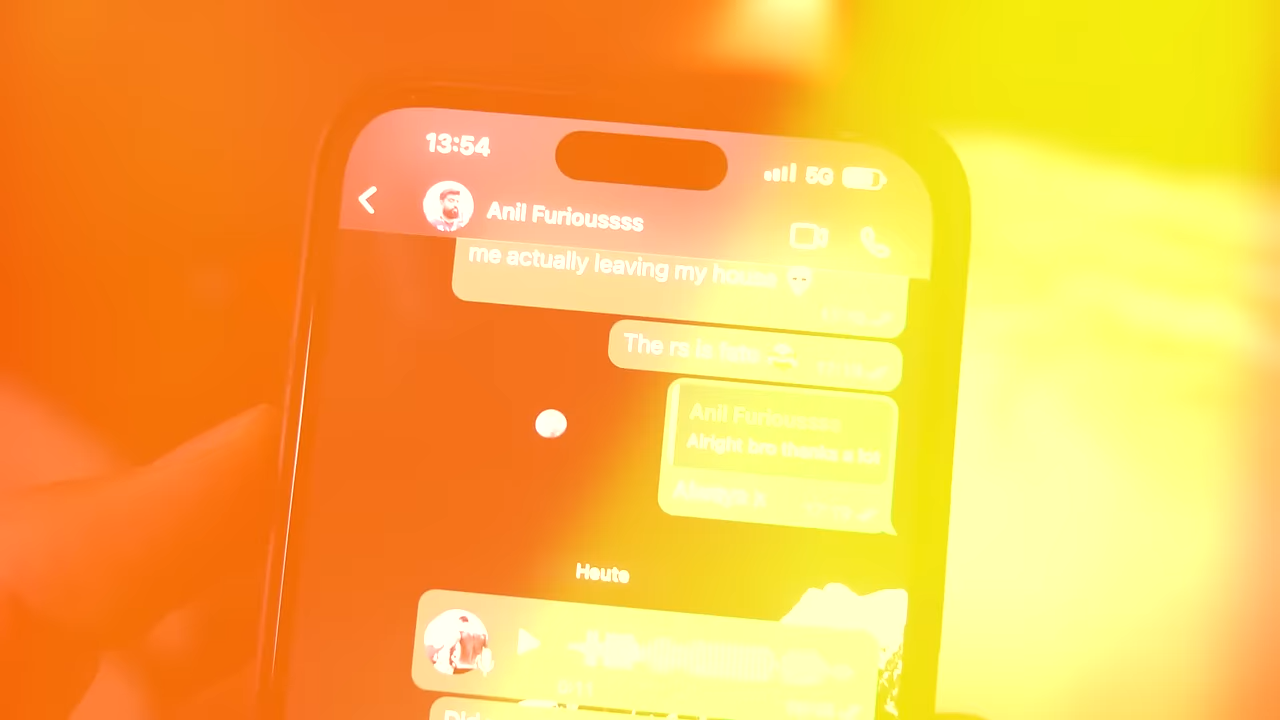 13:54
5G
Anil Furioussss
me actually leaving my house
The rs is
Anil Furioussss
Alright bro thanks a lot
Always
Heute